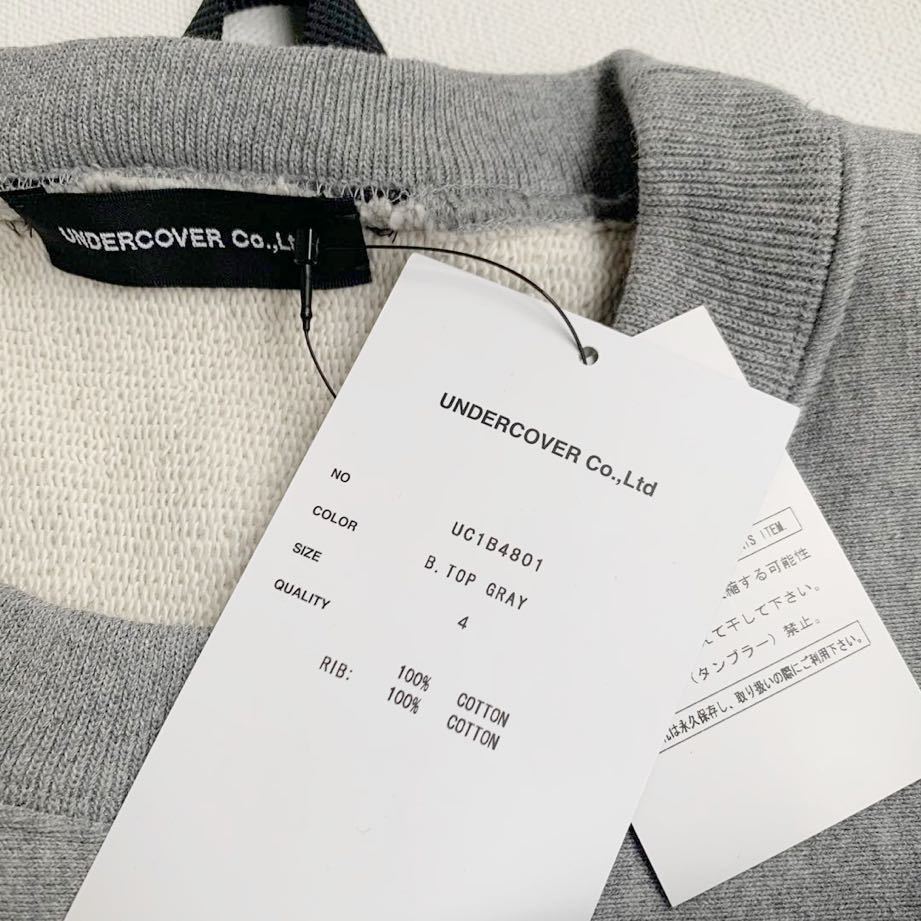 UNDERCOVER Co.,Lt
UNDERCOVER Co.,Ltd
NO UC1B4801
COLOR B.TOP GRAY
SIZE 4
QUALITY
100% COTTON
RIB: 100% COTTON
ITEM.
縮する可能性
えて干して下さい。
(タンブラー)禁止。
は永久保存し、取り扱いの際にご利用下さい。